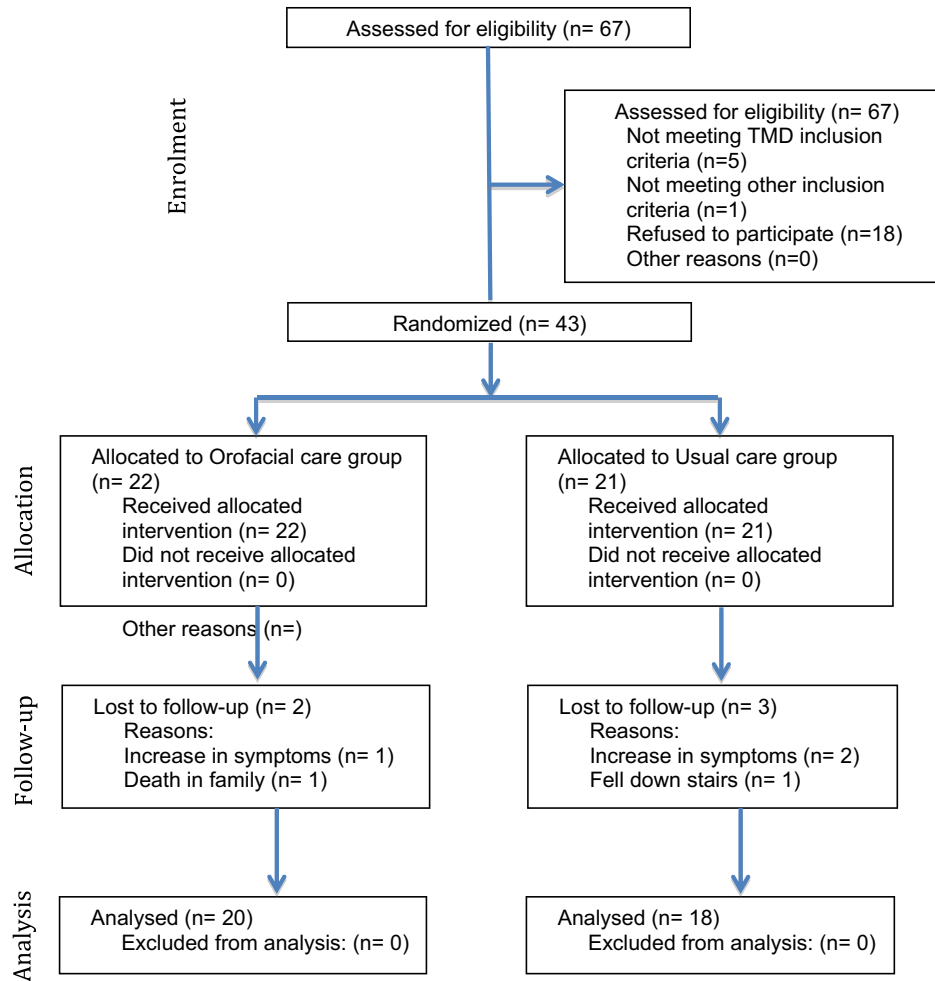 Assessed for eligibility (n= 67)
Enrolment
Assessed for eligibility (n= 67)
Not meeting TMD inclusion
criteria (n=5)
Not meeting other inclusion
criteria (n=1)
Refused to participate (n=18)
Other reasons (n=0)
Randomized (n= 43)
Allocation
Allocated to Orofacial care group
(n= 22)
Received allocated
intervention (n= 22)
Did not receive allocated
intervention (n= 0)
Other reasons (n=)
Allocated to Usual care group
(n= 21)
Received allocated
intervention (n= 21)
Did not receive allocated
intervention (n= 0)
Follow-up
Lost to follow-up (n= 2)
Reasons:
Increase in symptoms (n= 1)
Death in family (n= 1)
Lost to follow-up (n= 3)
Reasons:
Increase in symptoms (n= 2)
Fell down stairs (n= 1)
Analysis
Analysed (n= 20)
Excluded from analysis: (n= 0)
Analysed (n= 18)
Excluded from analysis: (n= 0)